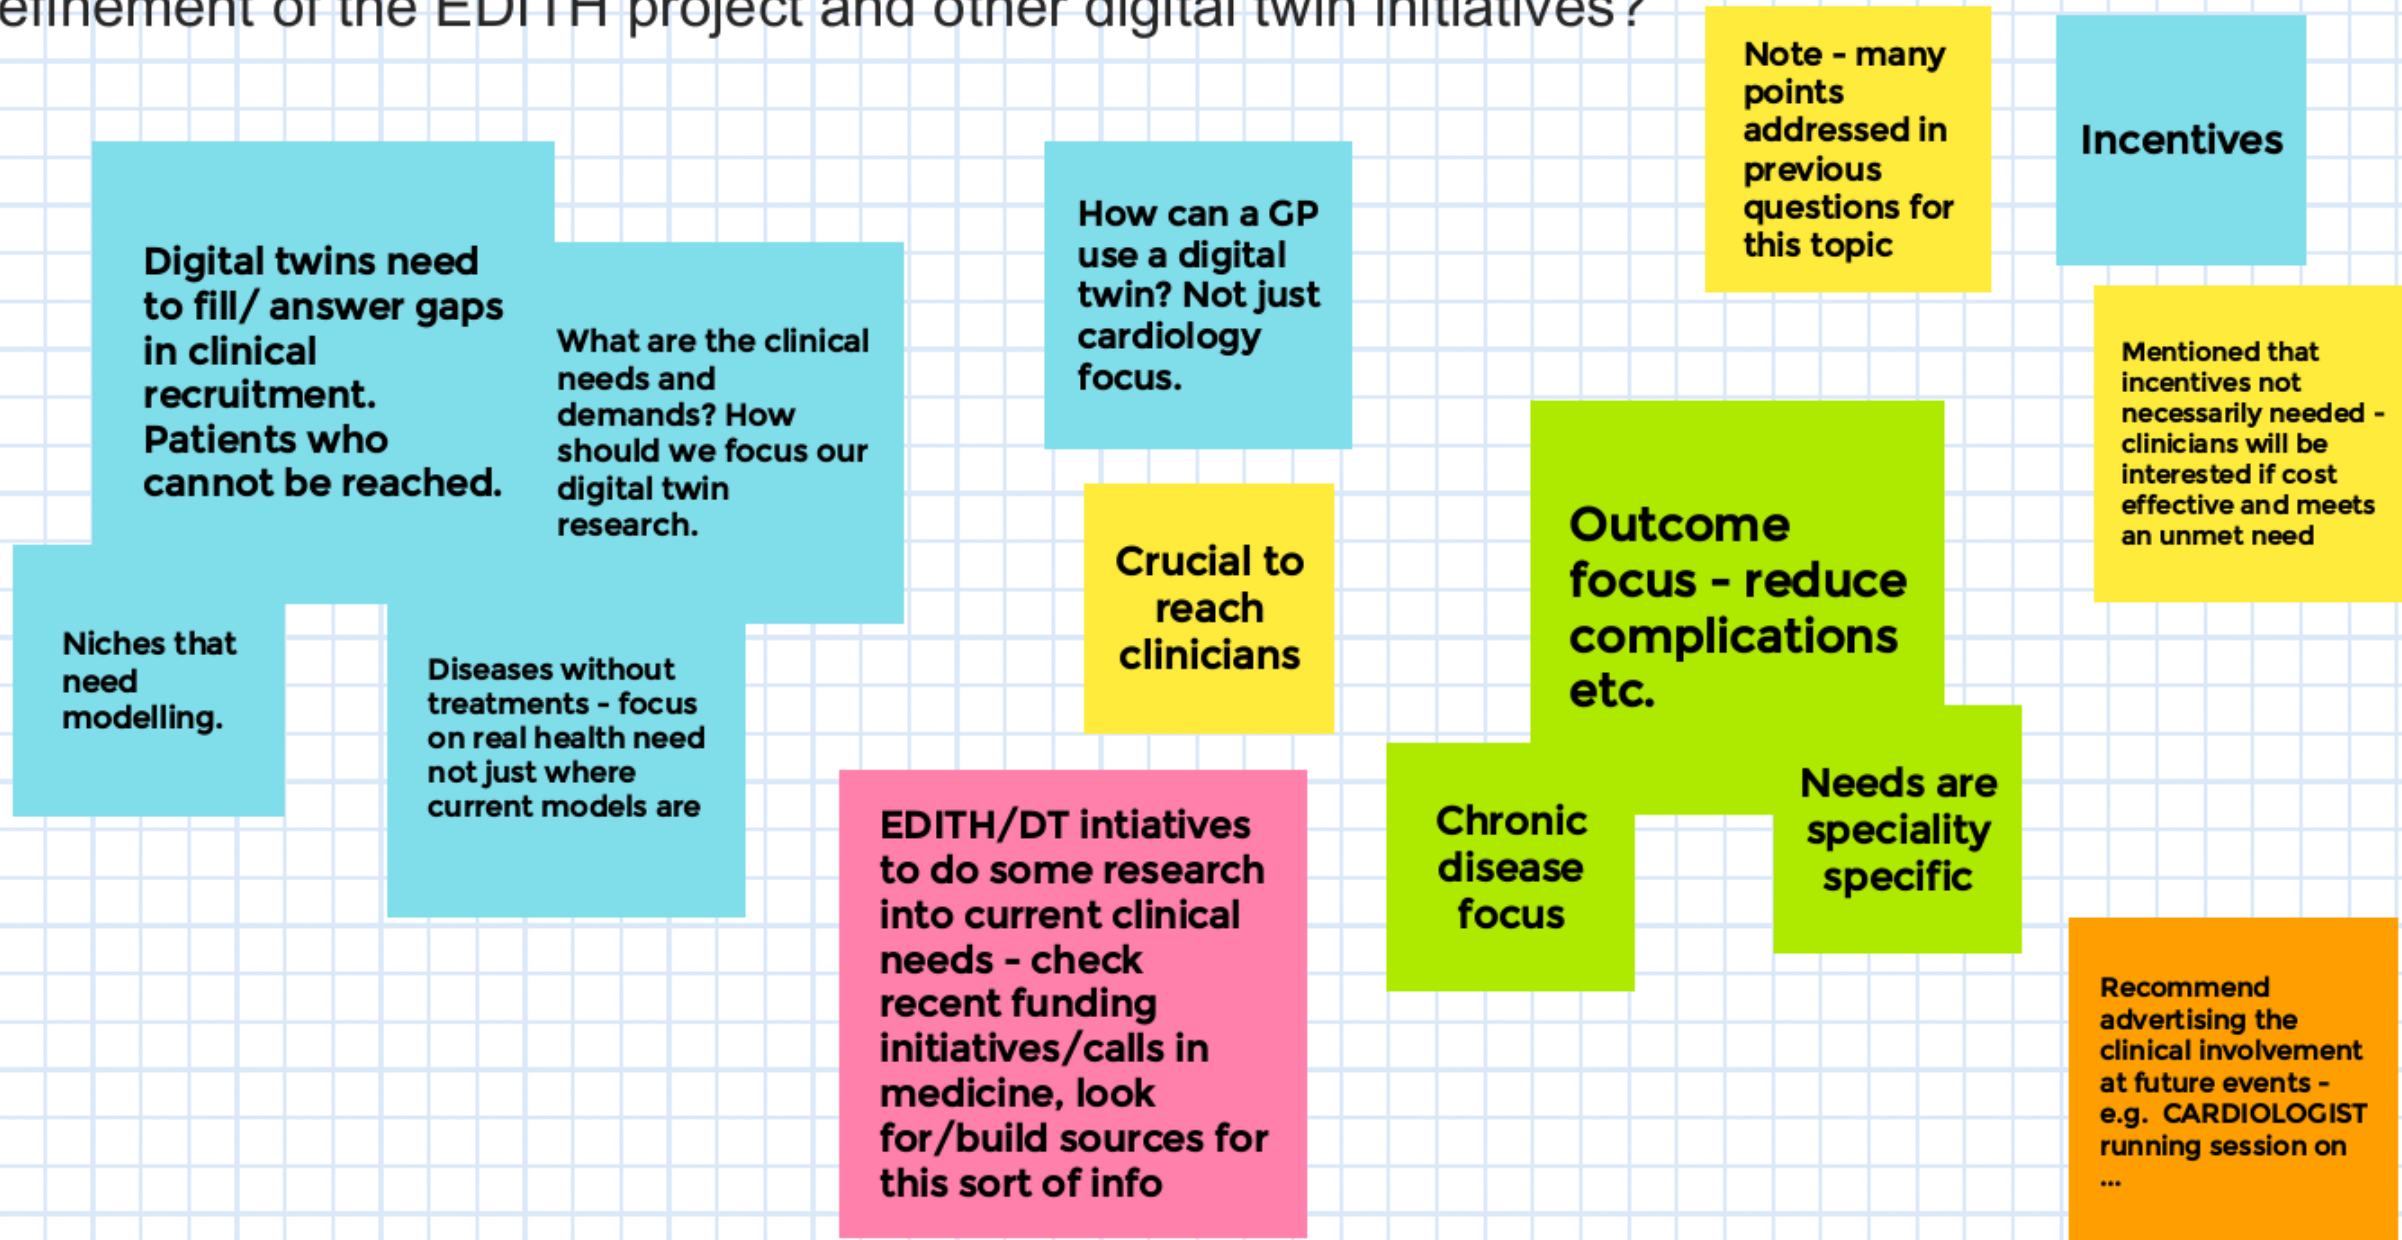 efinement of the EDITH project and other digital twin initiatives?
Digital twins need
to fill/ answer gaps
in clinical
recruitment.
Patients who
cannot be reached.
What are the clinical
needs and
demands? How
should we focus our
digital twin
research.
Niches that
need
modelling.
Diseases without
treatments - focus
on real health need
not just where
current models are
How can a GP
use a digital
twin? Not just
cardiology
focus.
Crucial to
reach
clinicians
EDITH/DT intiatives
to do some research
into current clinical
needs - check
recent funding
initiatives/calls in
medicine, look
for/build sources for
this sort of info
Note - many
points
addressed in
previous
questions for
this topic
Incentives
Mentioned that
incentives not
necessarily needed -
clinicians will be
interested if cost
effective and meets
an unmet need
Outcome
focus - reduce
complications
etc.
Chronic
disease
focus
Needs are
speciality
specific
Recommend
advertising the
clinical involvement
at future events -
e.g. CARDIOLOGIST
running session on
...